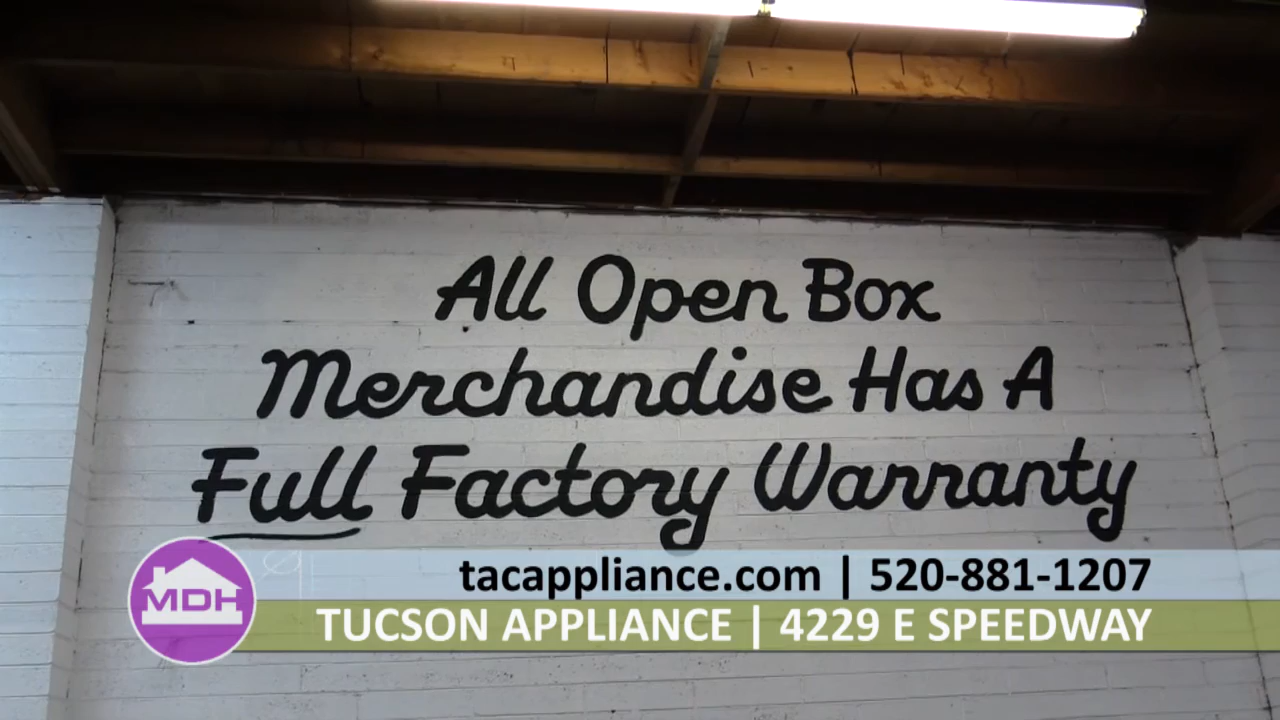 All Open Box
Merchandise Has A
Full Factory Warranty
tacappliance.com | 520-881-1207
MDH
TUCSON APPLIANCE | 4229 E SPEEDWAY